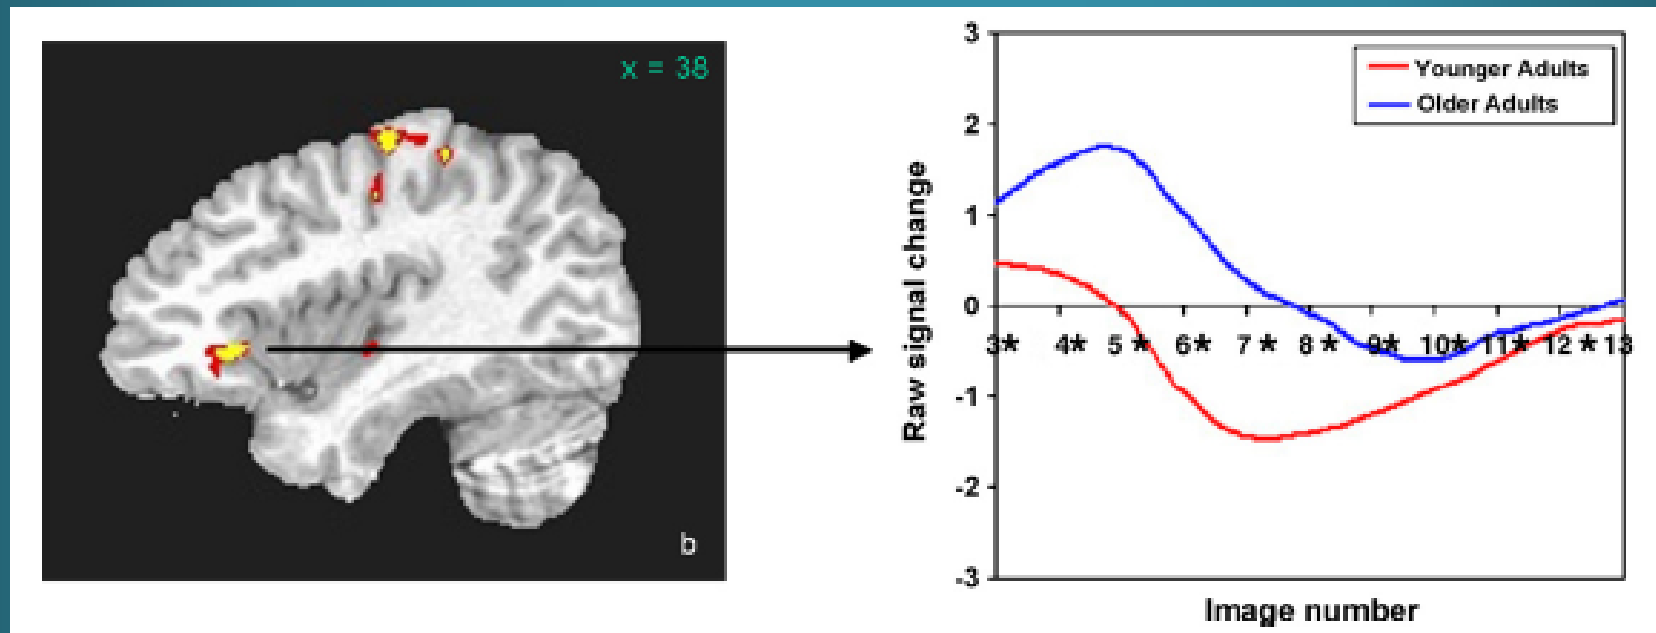 x = 38
b
3
2
1
0
-1
-2
-3
Raw signal change
Younger Adults
Older Adults
3* 4* 5 * 6* 7 * 8 * 9* 10* 11* 12 * 13
Image number